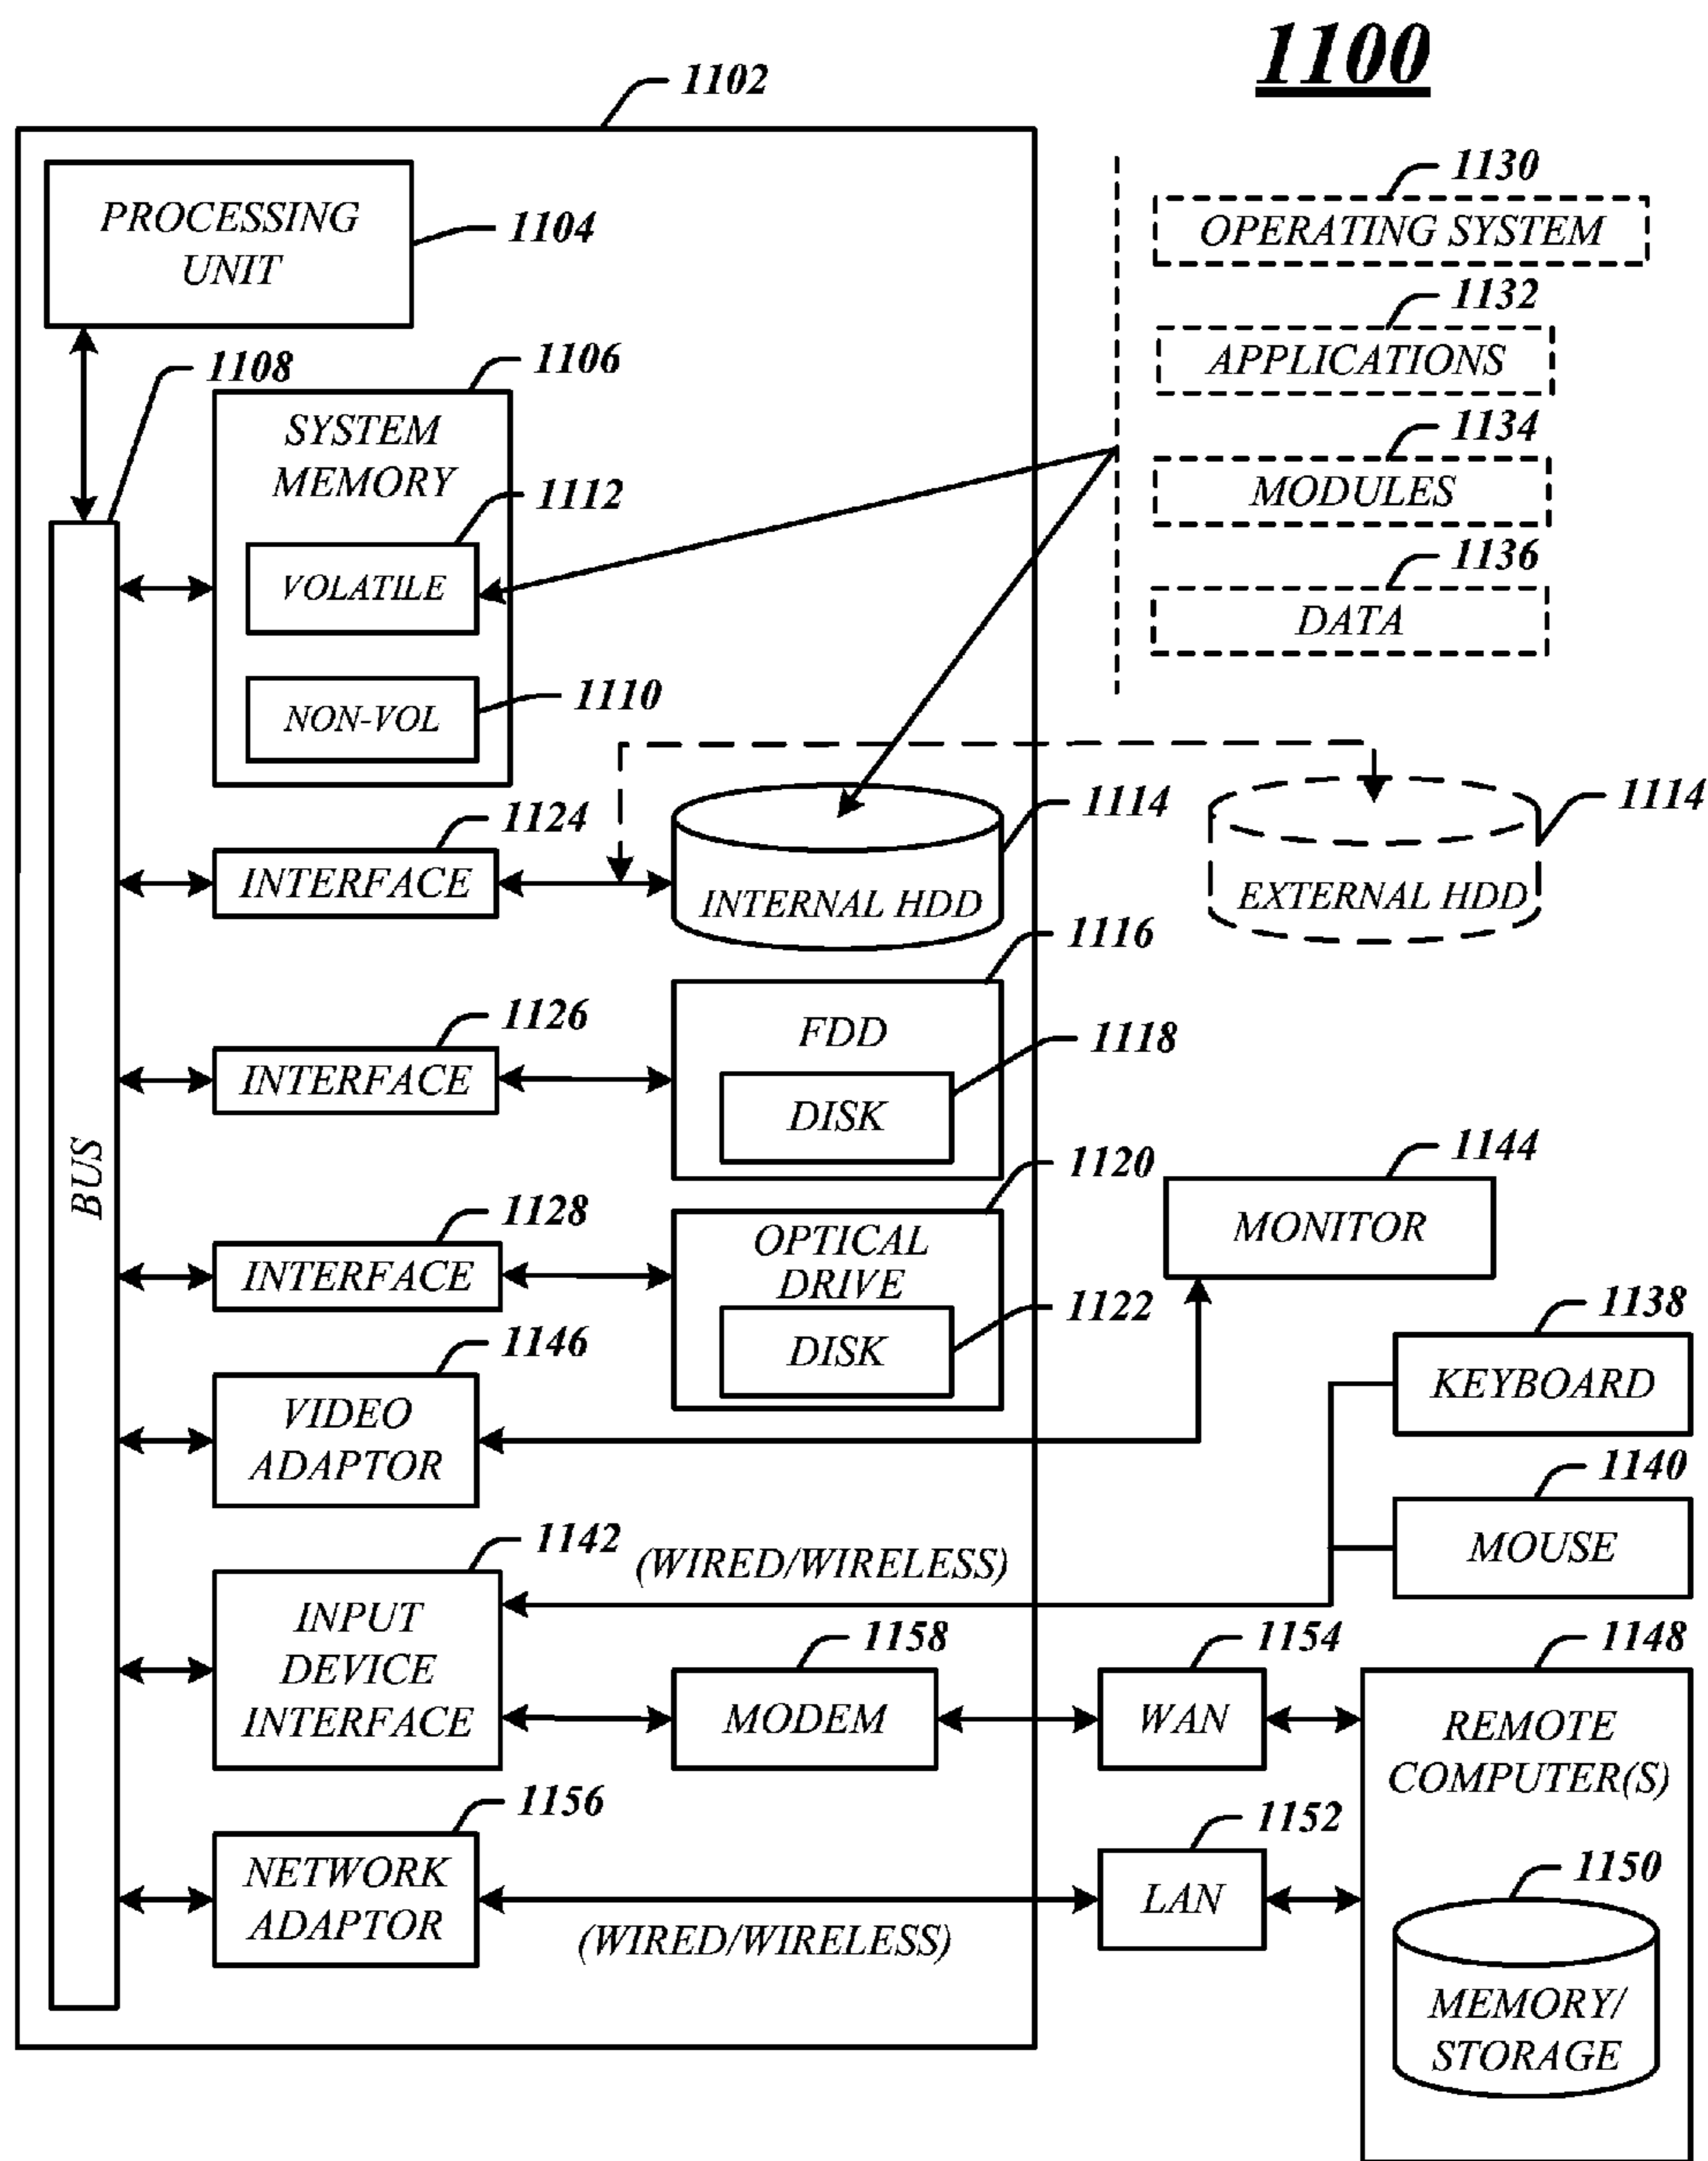 1100
1102
PROCESSING
UNIT
1104
1130
OPERATING SYSTEM
1132
APPLICATIONS
1134
MODULES
1136
DATA
1108
1106
SYSTEM
MEMORY
1112
VOLATILE
1110
NON-VOL
1124
INTERFACE
1114
INTERNAL HDD
1114
EXTERNAL HDD
1116
FDD
1118
DISK
1126
INTERFACE
BUS
1128
INTERFACE
1120
OPTICAL
DRIVE
1122
DISK
1144
MONITOR
1138
KEYBOARD
1146
VIDEO
ADAPTOR
1140
MOUSE
1142
INPUT
DEVICE
INTERFACE
(WIRED/WIRELESS)
1158
MODEM
1154
WAN
1148
REMOTE
COMPUTER(S)
1156
NETWORK
ADAPTOR
(WIRED/WIRELESS)
1152
LAN
1150
MEMORY/
STORAGE